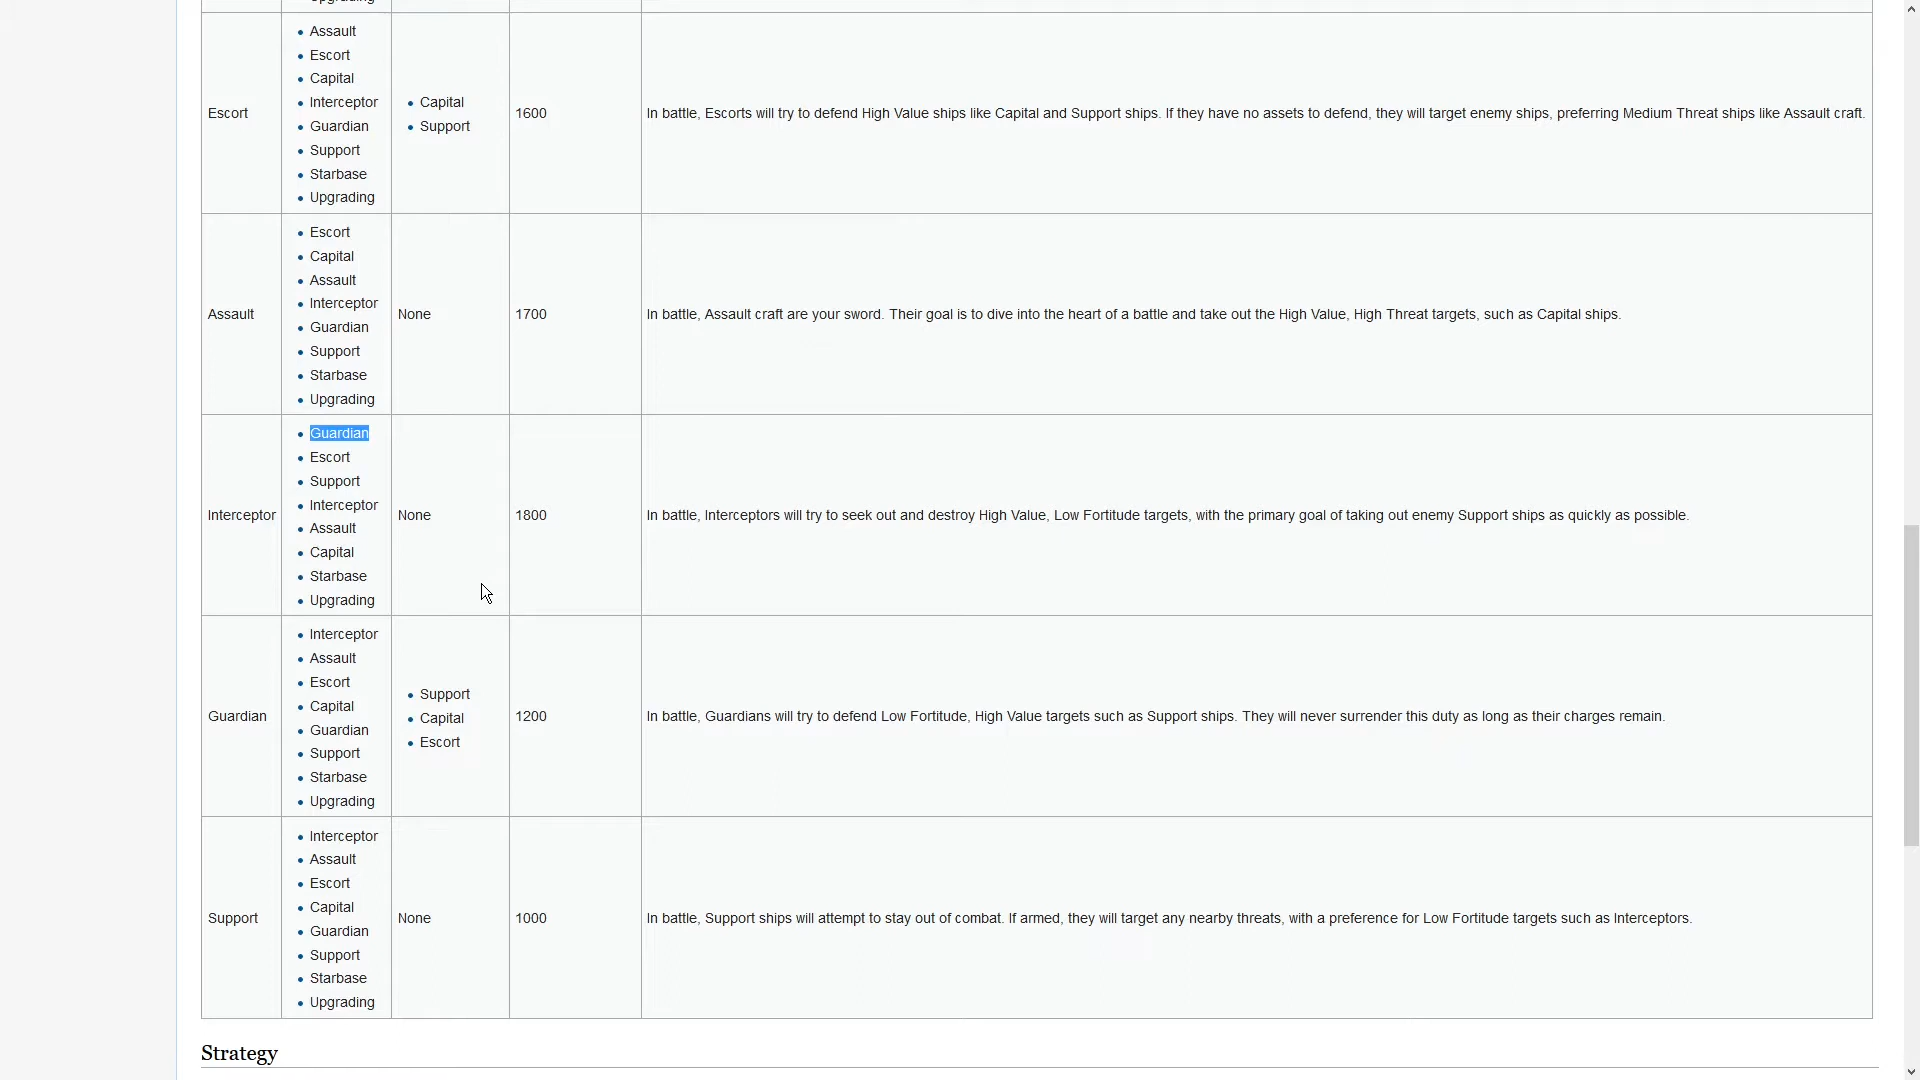 Escort
Assault
Escort
Capital
Interceptor
Guardian
Support
Starbase
Upgrading
Capital
Support
1600
In battle, Escorts will try to defend High Value ships like Capital and Support ships. If they have no assets to defend, they will target enemy ships, preferring Medium Threat ships like Assault craft.
Assault
Escort
Capital
Assault
Interceptor
Guardian
Support
Starbase
Upgrading
None
1700
In battle, Assault craft are your sword. Their goal is to dive into the heart of a battle and take out the High Value, High Threat targets, such as Capital ships.
Interceptor
Guardian
Escort
Support
Interceptor
Assault
Capital
Starbase
Upgrading
None
1800
In battle, Interceptors will try to seek out and destroy High Value, Low Fortitude targets, with the primary goal of taking out enemy Support ships as quickly as possible.
Guardian
Interceptor
Assault
Escort
Capital
Guardian
Support
Starbase
Upgrading
Support
Capital
Escort
1200
In battle, Guardians will try to defend Low Fortitude, High Value targets such as Support ships. They will never surrender this duty as long as their charges remain.
Support
Interceptor
Assault
Escort
Capital
Guardian
Support
Starbase
Upgrading
None
1000
In battle, Support ships will attempt to stay out of combat. If armed, they will target any nearby threats, with a preference for Low Fortitude targets such as Interceptors.
Strategy